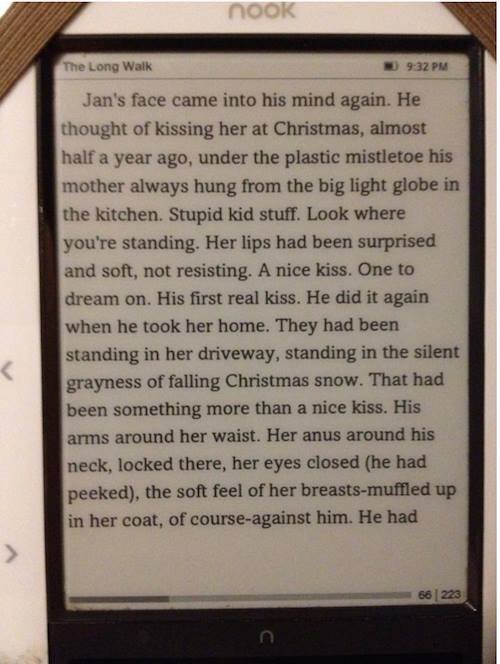 nook
The Long Walk 9:32 PM
Jan's face came into his mind again. He
thought of kissing her at Christmas, almost
half a year ago, under the plastic mistletoe his
mother always hung from the big light globe in
the kitchen. Stupid kid stuff. Look where
you're standing. Her lips had been surprised
and soft, not resisting. A nice kiss. One to
dream on. His first real kiss. He did it again
when he took her home. They had been
standing in her driveway, standing in the silent
grayness of falling Christmas snow. That had
been something more than a nice kiss. His
arms around her waist. Her anus around his
neck, locked there, her eyes closed (he had
peeked), the soft feel of her breasts-muffled up
in her coat, of course-against him. He had
66 | 223